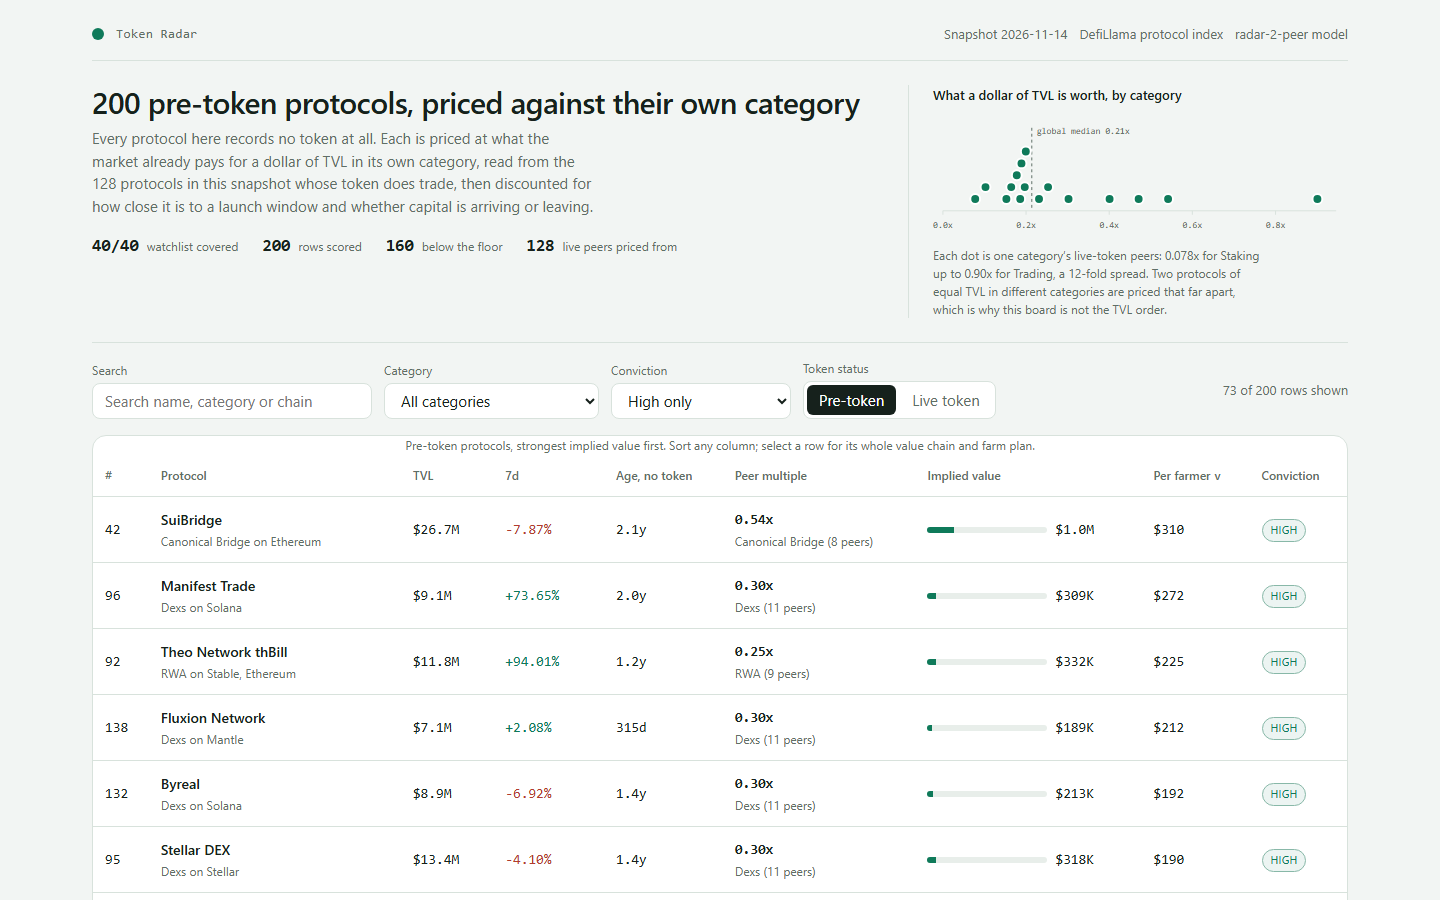 Token Radar
Snapshot 2026-11-14 DefiLlama protocol index radar-2-peer model
200 pre-token protocols, priced against their own category
Every protocol here records no token at all. Each is priced at what the
market already pays for a dollar of TVL in its own category, read from the
128 protocols in this snapshot whose token does trade, then discounted for
how close it is to a launch window and whether capital is arriving or leaving.
40/40 watchlist covered 200 rows scored 160 below the floor 128 live peers priced from
What a dollar of TVL is worth, by category
global median 0.21x
0.0x 0.2x 0.4x 0.6x 0.8x
Each dot is one category's live-token peers: 0.078x for Staking
up to 0.90x for Trading, a 12-fold spread. Two protocols of
equal TVL in different categories are priced that far apart,
which is why this board is not the TVL order.
Search Category Conviction Token status
Search name, category or chain All categories High only Pre-token Live token
73 of 200 rows shown
Pre-token protocols, strongest implied value first. Sort any column; select a row for its whole value chain and farm plan.
# Protocol TVL 7d Age, no token Peer multiple Implied value Per farmer v Conviction
42 SuiBridge $26.7M -7.87% 2.1y 0.54x $1.0M $310 HIGH
Canonical Bridge on Ethereum Canonical Bridge (8 peers)
96 Manifest Trade $9.1M +73.65% 2.0y 0.30x $309K $272 HIGH
Dexs on Solana Dexs (11 peers)
92 Theo Network thBill $11.8M +94.01% 1.2y 0.25x $332K $225 HIGH
RWA on Stable, Ethereum RWA (9 peers)
138 Fluxion Network $7.1M +2.08% 315d 0.30x $189K $212 HIGH
Dexs on Mantle Dexs (11 peers)
132 Byreal $8.9M -6.92% 1.4y 0.30x $213K $192 HIGH
Dexs on Solana Dexs (11 peers)
95 Stellar DEX $13.4M -4.10% 1.4y 0.30x $318K $190 HIGH
Dexs on Stellar Dexs (11 peers)